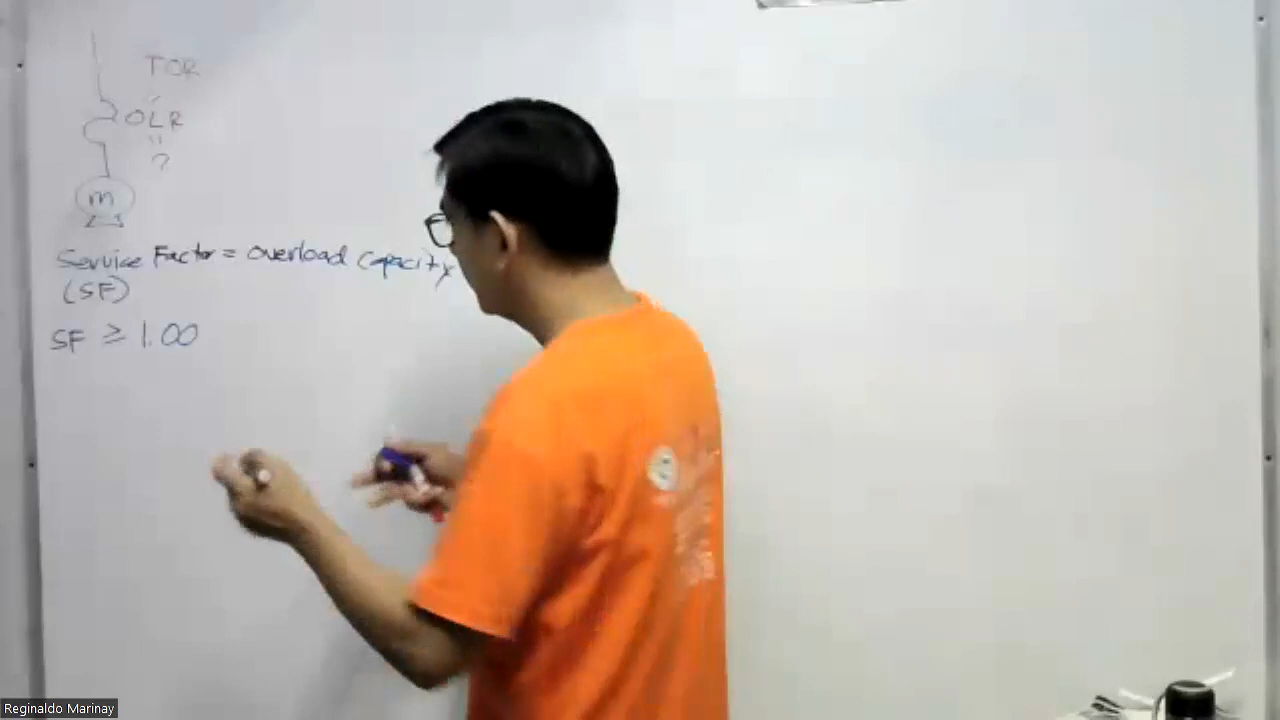 TOR
OLR
?
m
Service Factor = overload capacity
(SF)
SF ≥ 1.00
Reginaldo Marinay